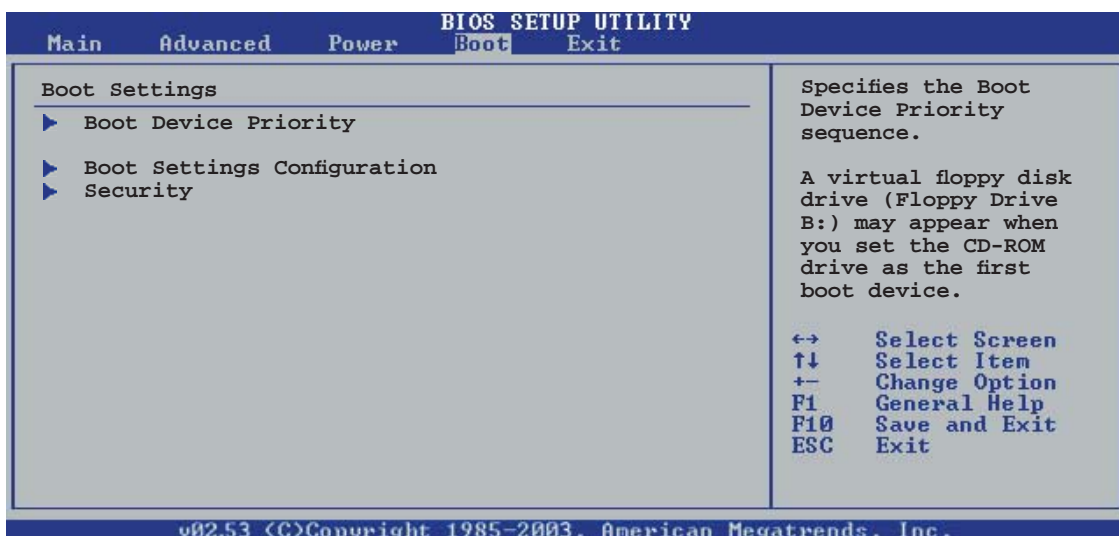 BIOS SETUP UTILITY
Main Advanced Power Boot Exit
Boot Settings
Boot Device Priority
Boot Settings Configuration
Security
Specifies the Boot
Device Priority
sequence.
A virtual floppy disk
drive (Floppy Drive
B:) may appear when
you set the CD-ROM
drive as the first
boot device.
←→ Select Screen
↑↓ Select Item
+- Change Option
F1 General Help
F10 Save and Exit
ESC Exit
v02.53 (C)Copyright 1985-2003, American Megatrends, Inc.